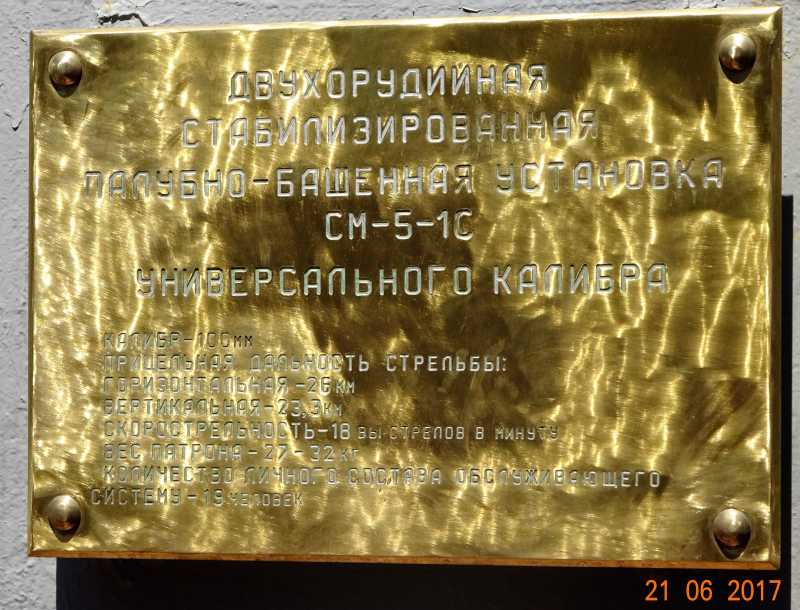 ДВУХОРУДИЙНАЯ
СТАБИЛИЗИРОВАННАЯ
ПАЛУБНО-БАШЕННАЯ УСТАНОВКА
СМ-5-1С
УНИВЕРСАЛЬНОГО КАЛИБРА
КАЛИБР-100мм
ПРИЦЕЛЬНАЯ ДАЛЬНОСТЬ СТРЕЛЬБЫ:
ГОРИЗОНТАЛЬНАЯ-26км
ВЕРТИКАЛЬНАЯ-23,3км
СКОРОСТРЕЛЬНОСТЬ-18 ВЫСТРЕЛОВ В МИНУТУ
ВЕС ПАТРОНА-27-32кг
КОЛИЧЕСТВО ЛИЧНОГО СОСТАВА ОБСЛУЖИВАЮЩЕГО
СИСТЕМУ-19 ЧЕЛОВЕК
21 06 2017